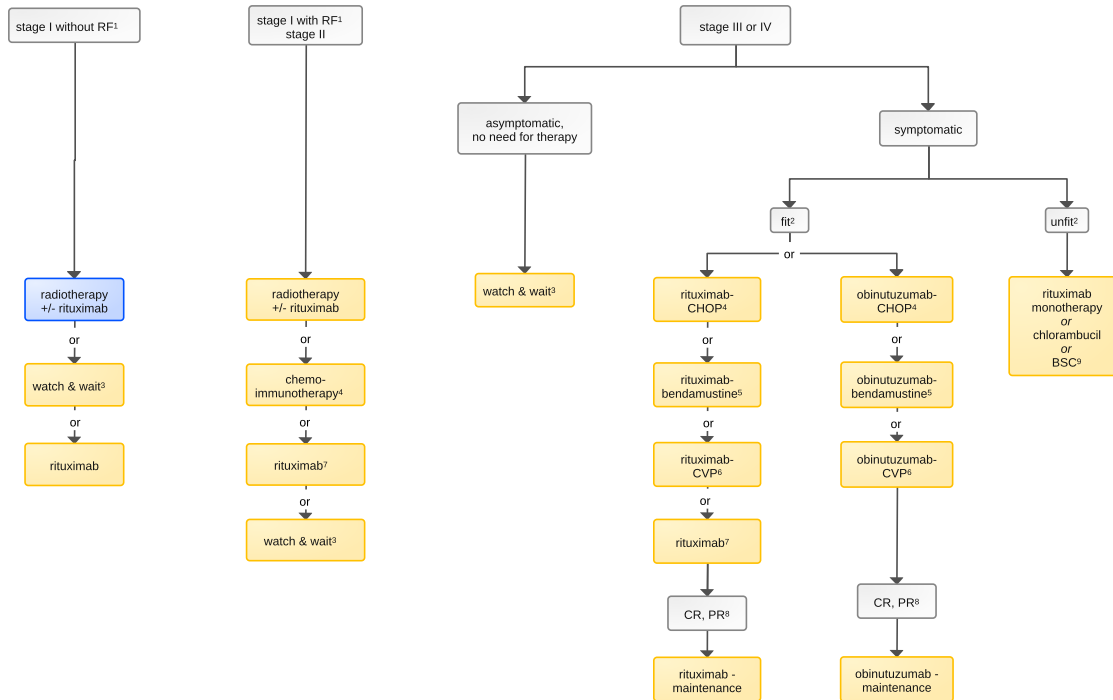 stage I without RF¹
stage I with RF¹
stage II
stage III or IV
asymptomatic,
no need for therapy
symptomatic
fit²
unfit²
or
radiotherapy
+/- rituximab
or
watch & wait³
or
rituximab
radiotherapy
+/- rituximab
or
chemo-
immunotherapy⁴
or
rituximab⁷
or
watch & wait³
watch & wait³
rituximab-
CHOP⁴
or
rituximab-
bendamustine⁵
or
rituximab-
CVP⁶
or
rituximab⁷
CR, PR⁸
rituximab -
maintenance
obinutuzumab-
CHOP⁴
or
obinutuzumab-
bendamustine⁵
or
obinutuzumab-
CVP⁶
CR, PR⁸
obinutuzumab -
maintenance
rituximab
monotherapy
or
chlorambucil
or
BSC⁹